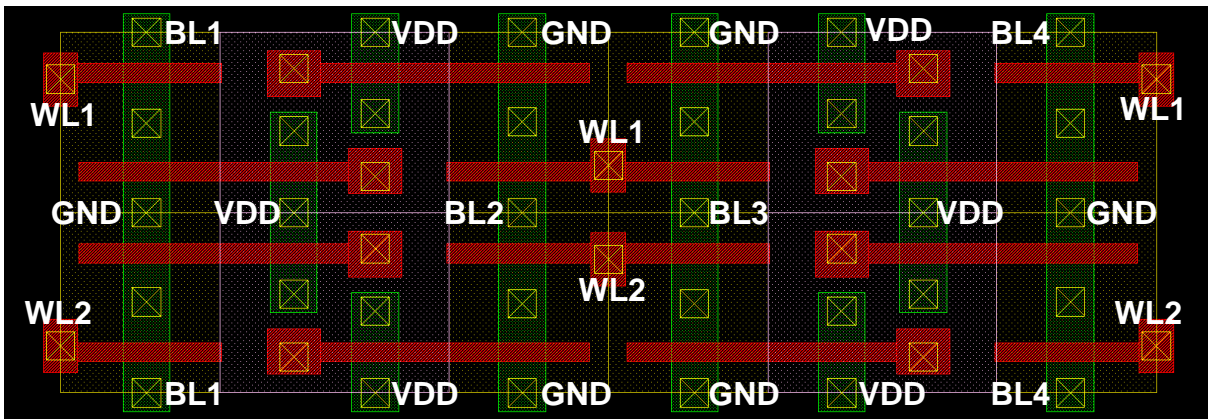 BL1 VDD GND GND VDD BL4
WL1 WL1 WL1
GND VDD BL2 BL3 VDD GND
WL2 WL2 WL2
BL1 VDD GND GND VDD BL4